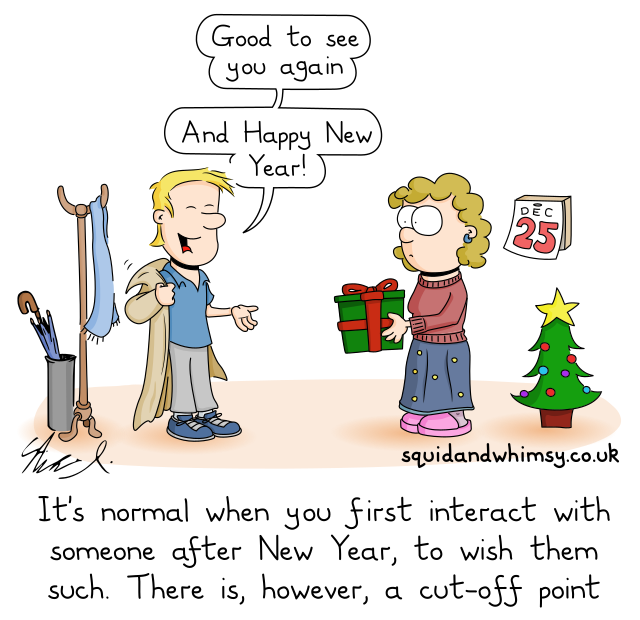 Good to see
you again
And Happy New
Year!
DEC
25
squidandwhimsy.co.uk
It's normal when you first interact with
someone after New Year, to wish them
such. There is, however, a cut-off point